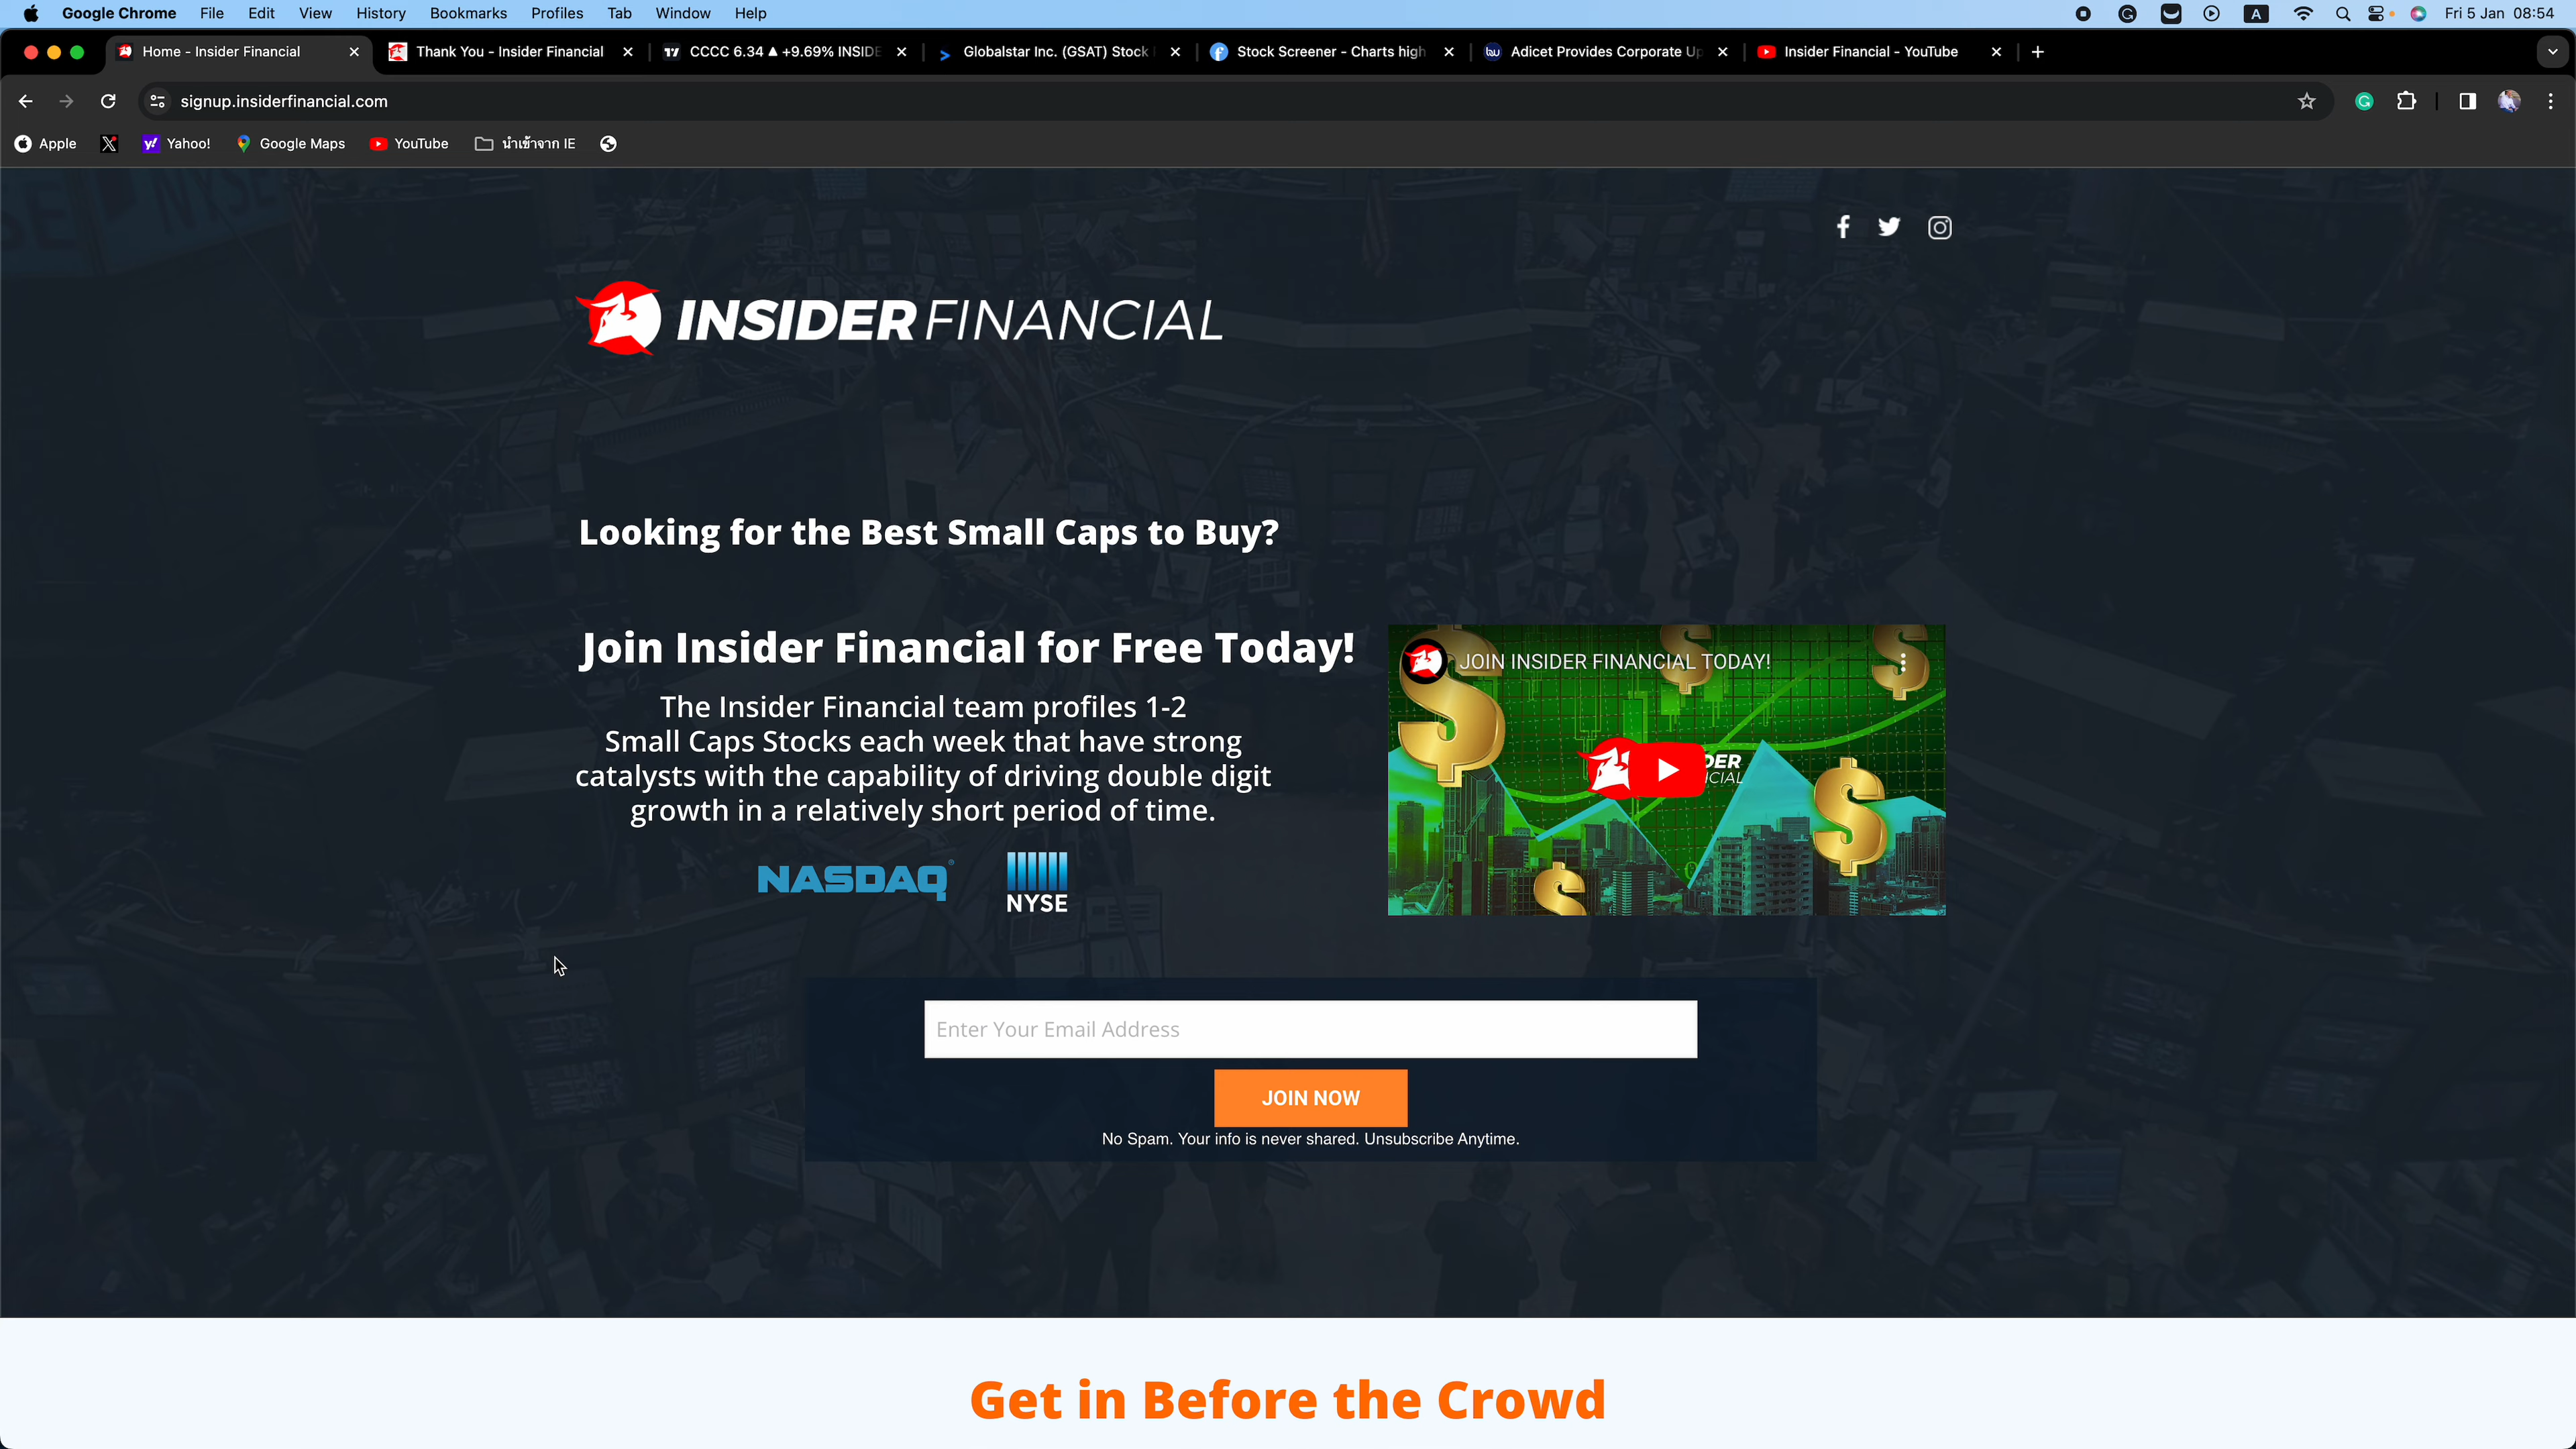 Google Chrome File Edit View History Bookmarks Profiles Tab Window Help A Fri 5 Jan 08:54
Home - Insider Financial Thank You - Insider Financial CCCC 6.34 ▲ +9.69% INSIDE Globalstar Inc. (GSAT) Stock Stock Screener - Charts high Adicet Provides Corporate Up Insider Financial - YouTube
signup.insiderfinancial.com
Apple Yahoo! Google Maps YouTube นำเข้าจาก IE
INSIDER FINANCIAL
Looking for the Best Small Caps to Buy?
Join Insider Financial for Free Today!
The Insider Financial team profiles 1-2
Small Caps Stocks each week that have strong
catalysts with the capability of driving double digit
growth in a relatively short period of time.
NASDAQ
NYSE
JOIN INSIDER FINANCIAL TODAY!
Enter Your Email Address
JOIN NOW
No Spam. Your info is never shared. Unsubscribe Anytime.
Get in Before the Crowd